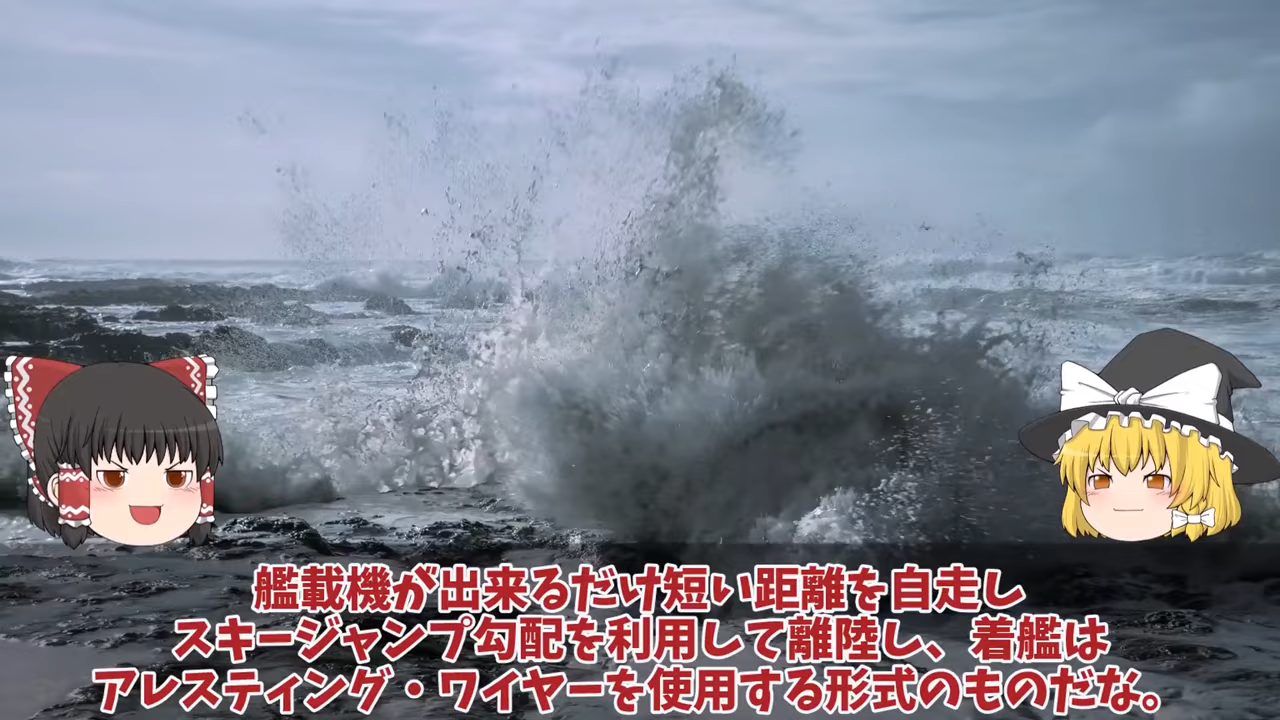 艦載機が出来るだけ短い距離を自走し
スキージャンプ勾配を利用して離陸し、着艦は
アレスティング・ワイヤーを使用する形式のものだな。